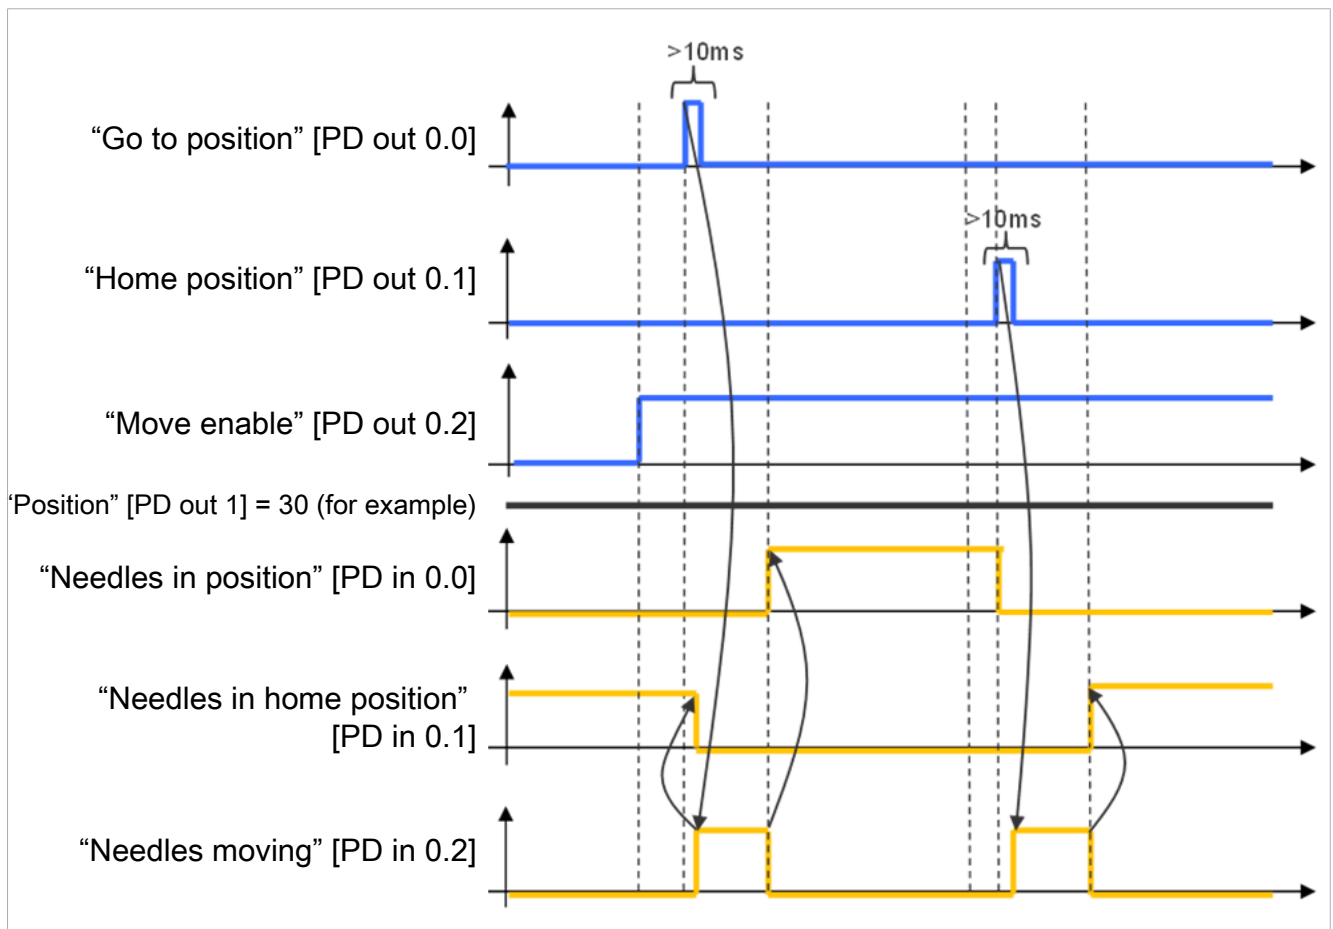 >10ms
“Go to position” [PD out 0.0]
>10ms
“Home position” [PD out 0.1]
“Move enable” [PD out 0.2]
‘Position” [PD out 1] = 30 (for example)
“Needles in position” [PD in 0.0]
“Needles in home position”
[PD in 0.1]
“Needles moving” [PD in 0.2]